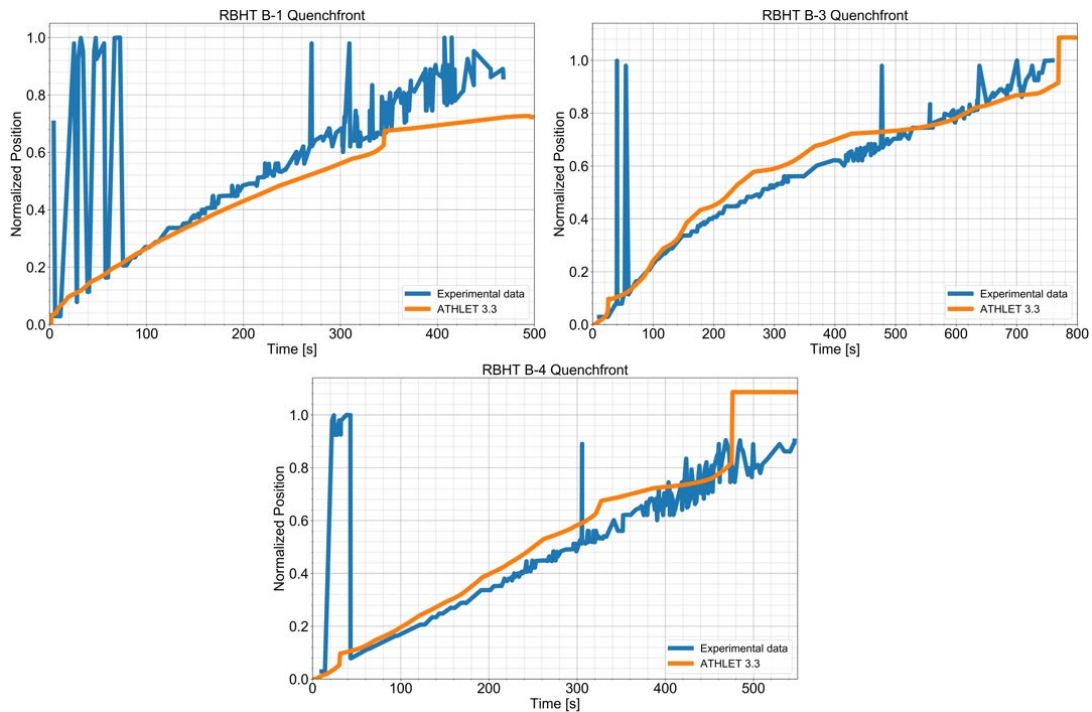 RBHT B-1 Quenchfront
1.0
0.8
0.6
0.4
0.2
0.0
Normalized Position
Experimental data
ATHLET 3.3
0 100 200 300 400 500
Time [s]
RBHT B-3 Quenchfront
1.0
0.8
0.6
0.4
0.2
0.0
Normalized Position
Experimental data
ATHLET 3.3
0 100 200 300 400 500 600 700 800
Time [s]
RBHT B-4 Quenchfront
1.0
0.8
0.6
0.4
0.2
0.0
Normalized Position
Experimental data
ATHLET 3.3
0 100 200 300 400 500
Time [s]